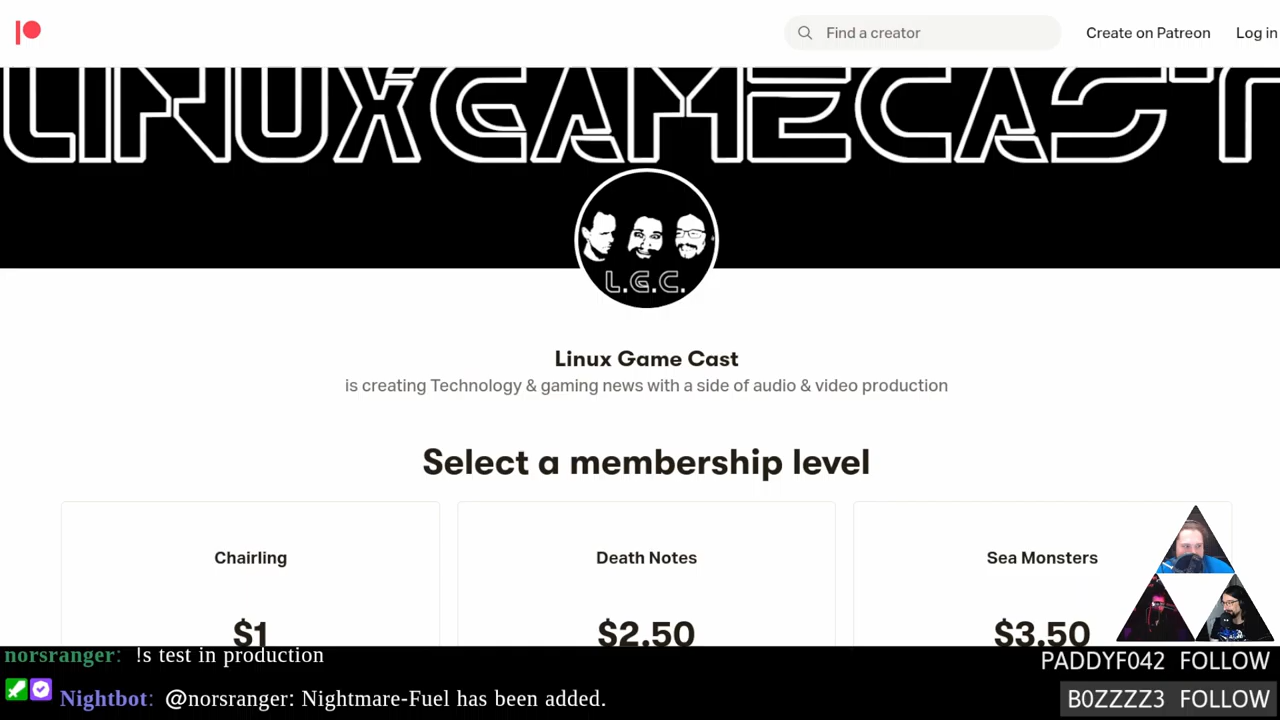 Find a creator
Create on Patreon
Log in
LINUXGAMECAST
L.G.C.
Linux Game Cast
is creating Technology & gaming news with a side of audio & video production
Select a membership level
Chairling
Death Notes
Sea Monsters
$1
$2.50
$3.50
norsranger: !s test in production
Nightbot: @norsranger: Nightmare-Fuel has been added.
PADDYF042 FOLLOW
B0ZZZZ3 FOLLOW